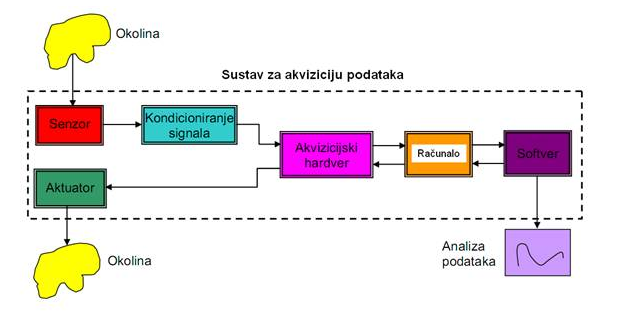 Okolina
Sustav za akviziciju podataka
Senzor
Kondicioniranje
signala
Akvizicijski
hardver
Računalo
Softver
Aktuator
Okolina
Analiza
podataka